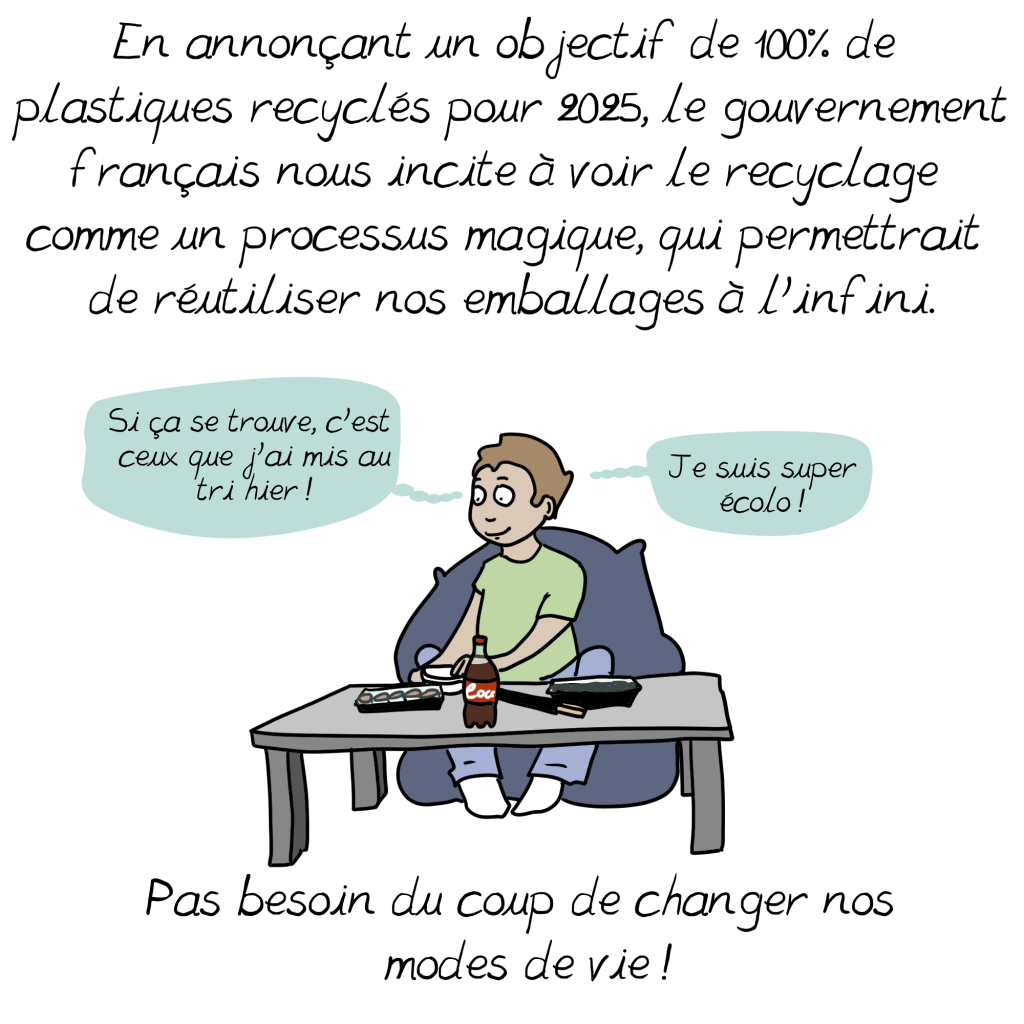 En annonçant un objectif de 100% de
plastiques recyclés pour 2025, le gouvernement
français nous incite à voir le recyclage
comme un processus magique, qui permettrait
de réutiliser nos emballages à l'infini.
Si ça se trouve, c'est
ceux que j'ai mis au
tri hier !
Je suis super
écolo !
Coca
Pas besoin du coup de changer nos
modes de vie !